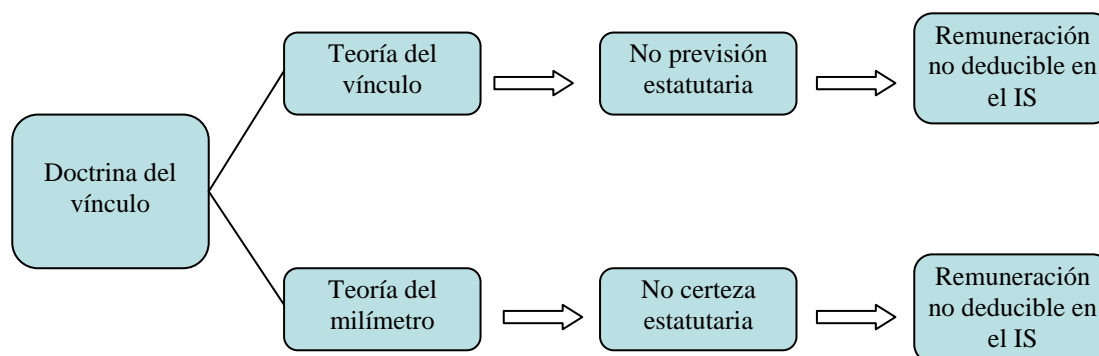 Doctrina del
vínculo
Teoría del
vínculo
No previsión
estatutaria
Remuneración
no deducible en
el IS
Teoría del
milímetro
No certeza
estatutaria
Remuneración
no deducible en
el IS